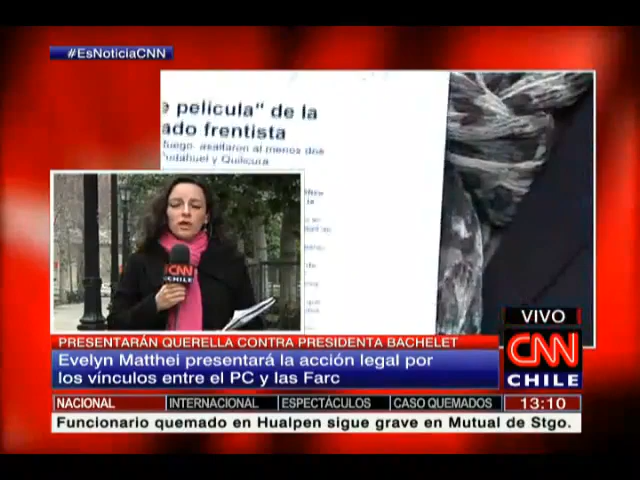 #EsNoticiaCNN
e película" de la
ado frentista
fuego, asaltaron al menos dos
Pudahuel y Quilicura
CNN
CHILE
VIVO
CNN
CHILE
PRESENTARÁN QUERELLA CONTRA PRESIDENTA BACHELET
Evelyn Matthei presentará la acción legal por
los vínculos entre el PC y las Farc
NACIONAL INTERNACIONAL ESPECTÁCULOS CASO QUEMADOS 13:10
Funcionario quemado en Hualpen sigue grave en Mutual de Stgo.